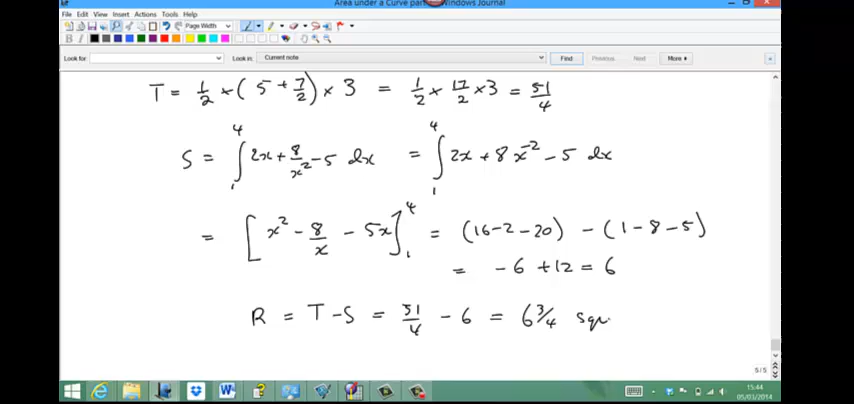 Area under a Curve part Windows Journal
File Edit View Insert Actions Tools Help
Page Width
Look for: Look in: Current note Find Previous Next More
T = 1/2 × (5 + 7/2) × 3 = 1/2 × 17/2 × 3 = 51/4
S = ∫₁⁴ 2x + 8/x² - 5 dx = ∫₁⁴ 2x + 8x⁻² - 5 dx
= [x² - 8/x - 5x]₁⁴ = (16-2-20) - (1-8-5)
= -6 + 12 = 6
R = T - S = 51/4 - 6 = 6 3/4 squ
5/5
15:44
05/03/2014